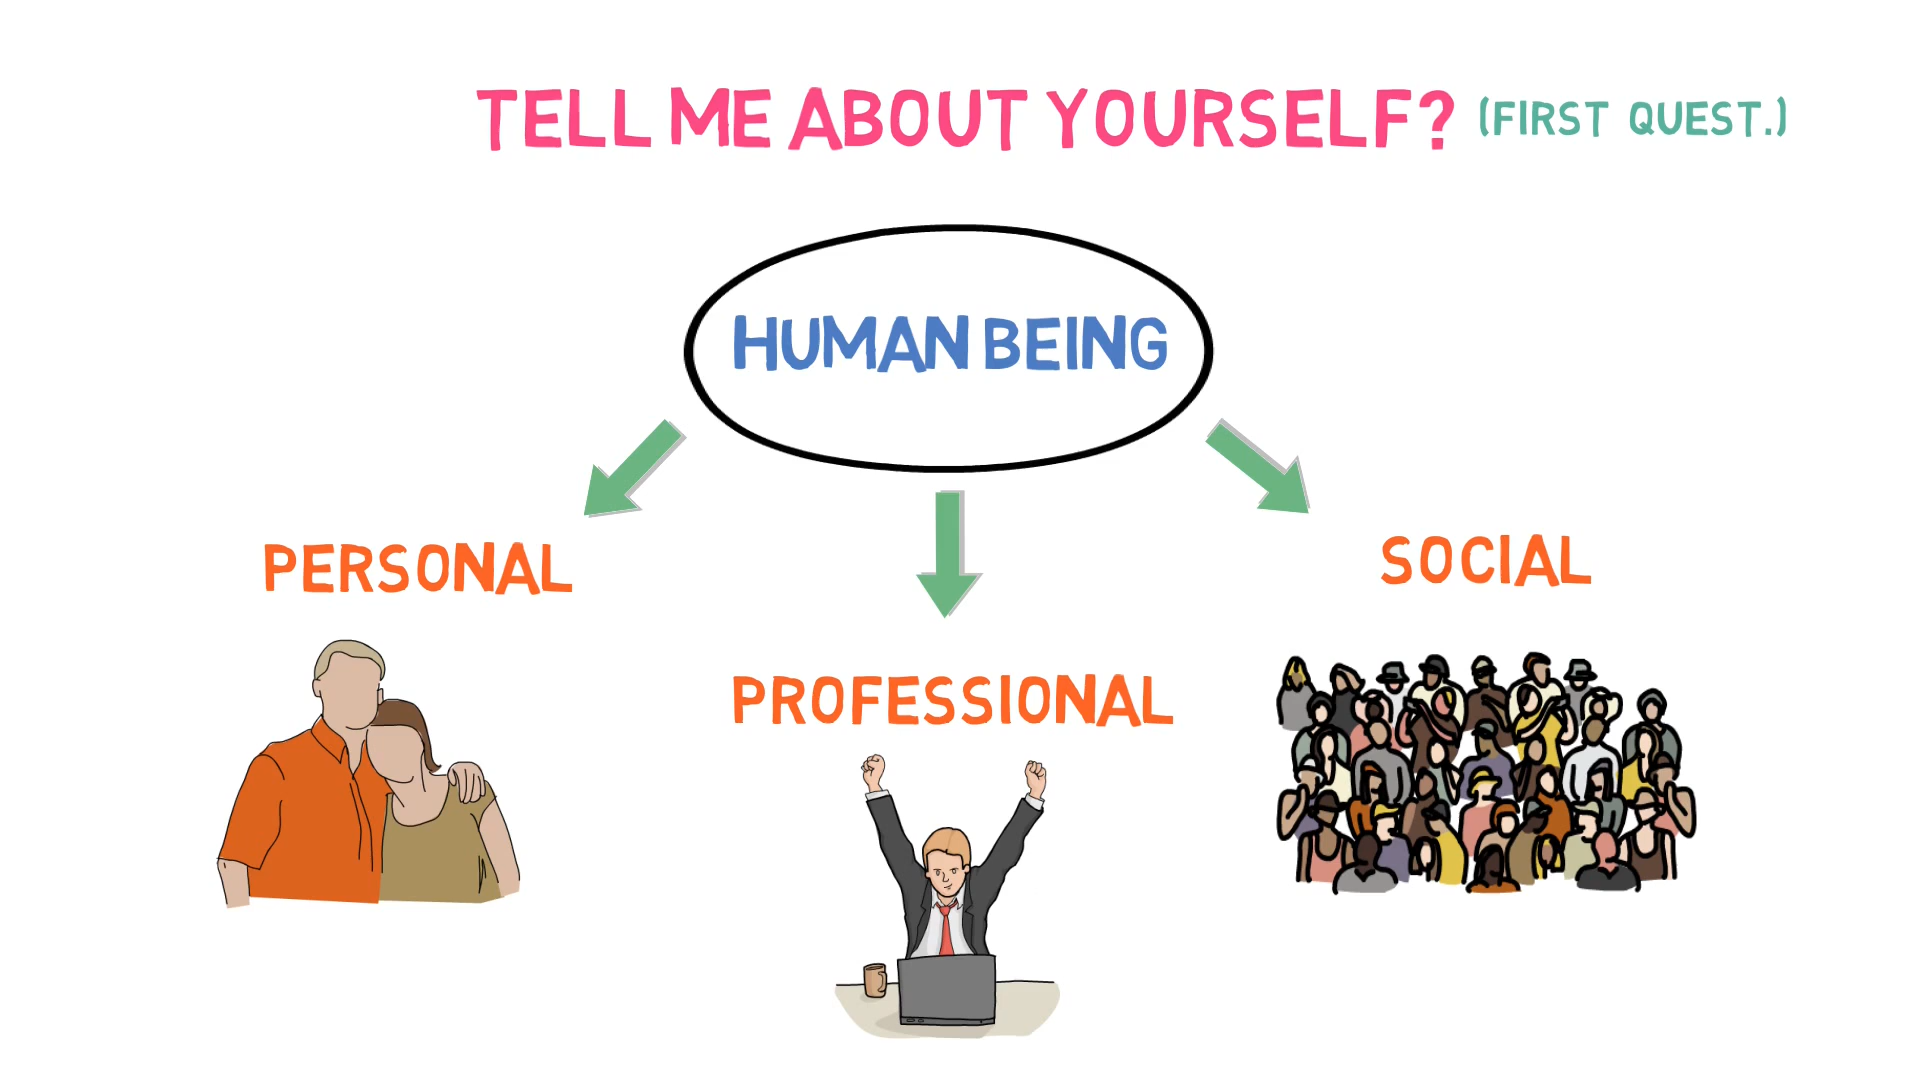 TELL ME ABOUT YOURSELF? (FIRST QUEST.)
HUMAN BEING
PERSONAL
SOCIAL
PROFESSIONAL